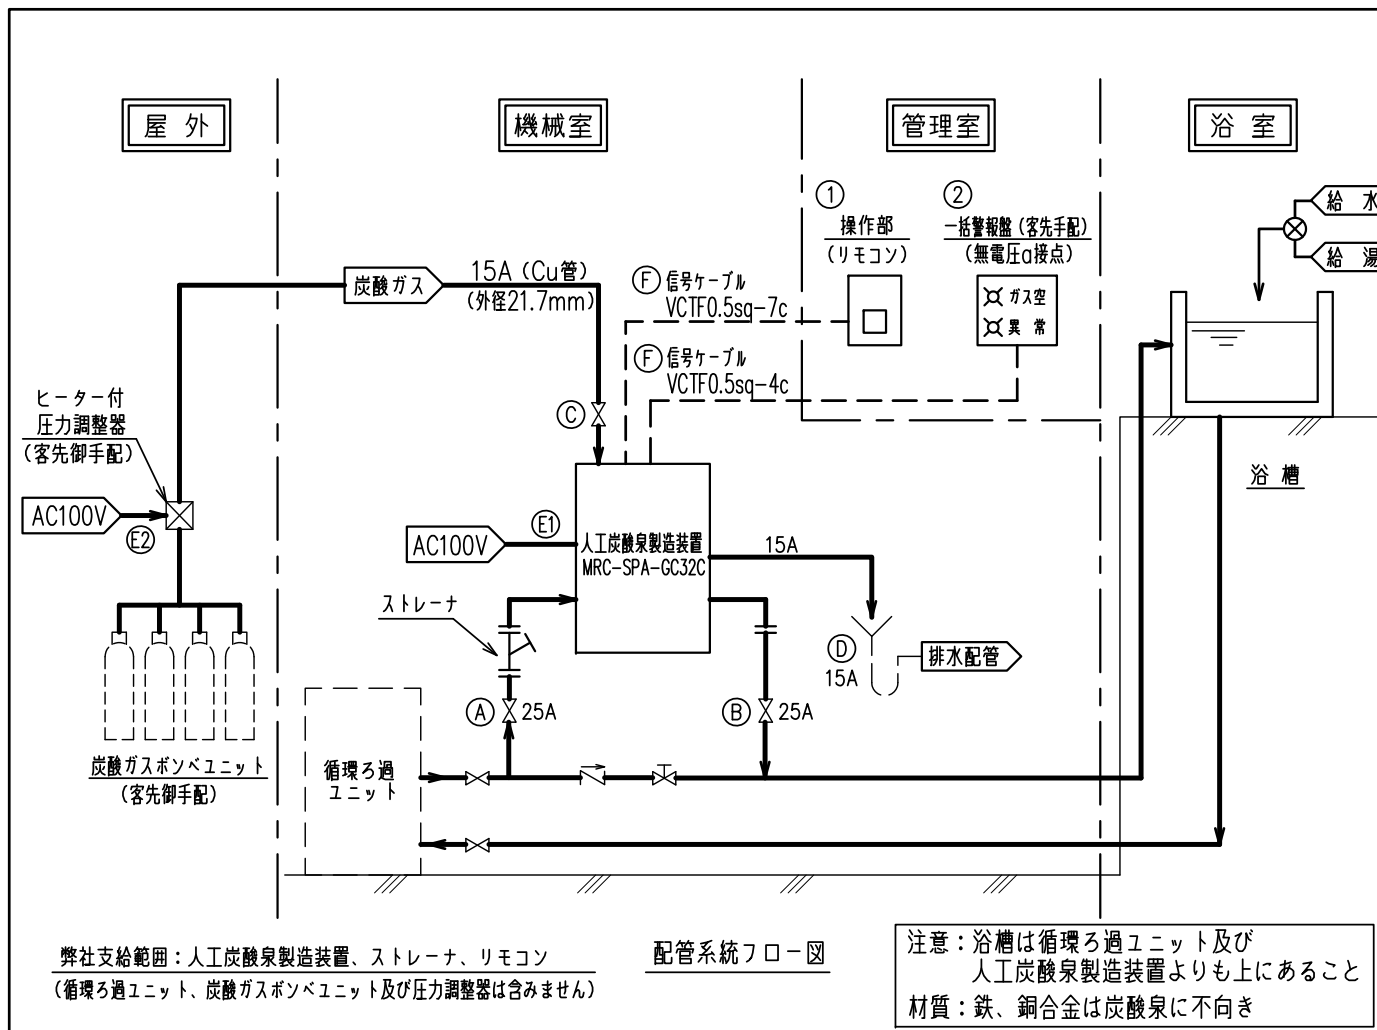 屋 外
機械室
管理室
浴 室
①
操作部
(リモコン)
②
一括警報盤(客先手配)
(無電圧a接点)
ガス空
異 常
給 水
給 湯
炭酸ガス
15A (Cu管)
(外径21.7mm)
Ⓕ 信号ケーブル
VCTF0.5sq-7c
Ⓕ 信号ケーブル
VCTF0.5sq-4c
ヒーター付
圧力調整器
(客先御手配)
Ⓒ
AC100V
E2
AC100V
E1
人工炭酸泉製造装置
MRC-SPA-GC32C
15A
浴 槽
ストレーナ
Ⓓ
15A
排水配管
Ⓐ 25A
Ⓑ 25A
炭酸ガスボンベユニット
(客先御手配)
循環ろ過
ユニット
弊社支給範囲:人工炭酸泉製造装置、ストレーナ、リモコン
(循環ろ過ユニット、炭酸ガスボンベユニット及び圧力調整器は含みません)
配管系統フロー図
注意:浴槽は循環ろ過ユニット及び
人工炭酸泉製造装置よりも上にあること
材質:鉄、銅合金は炭酸泉に不向き